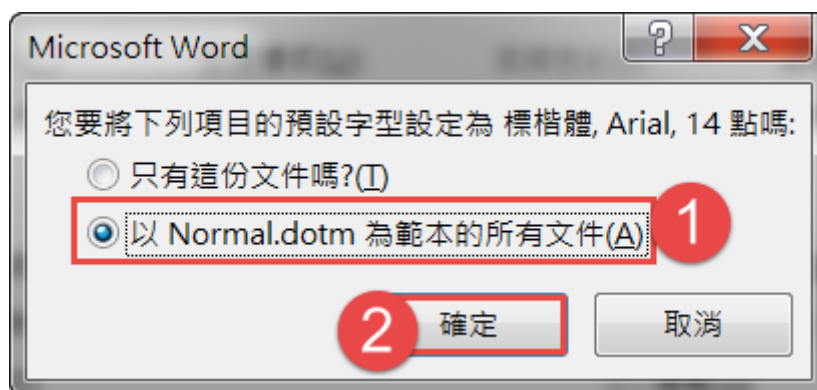 Microsoft Word
您要將下列項目的預設字型設定為 標楷體, Arial, 14 點嗎:
只有這份文件嗎?(T)
以 Normal.dotm 為範本的所有文件(A)
1
2
確定
取消